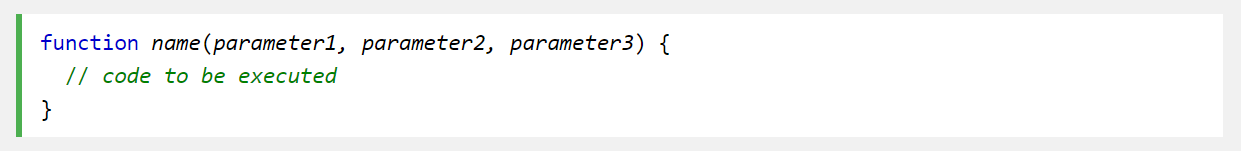 function name(parameter1, parameter2, parameter3) {
  // code to be executed
}